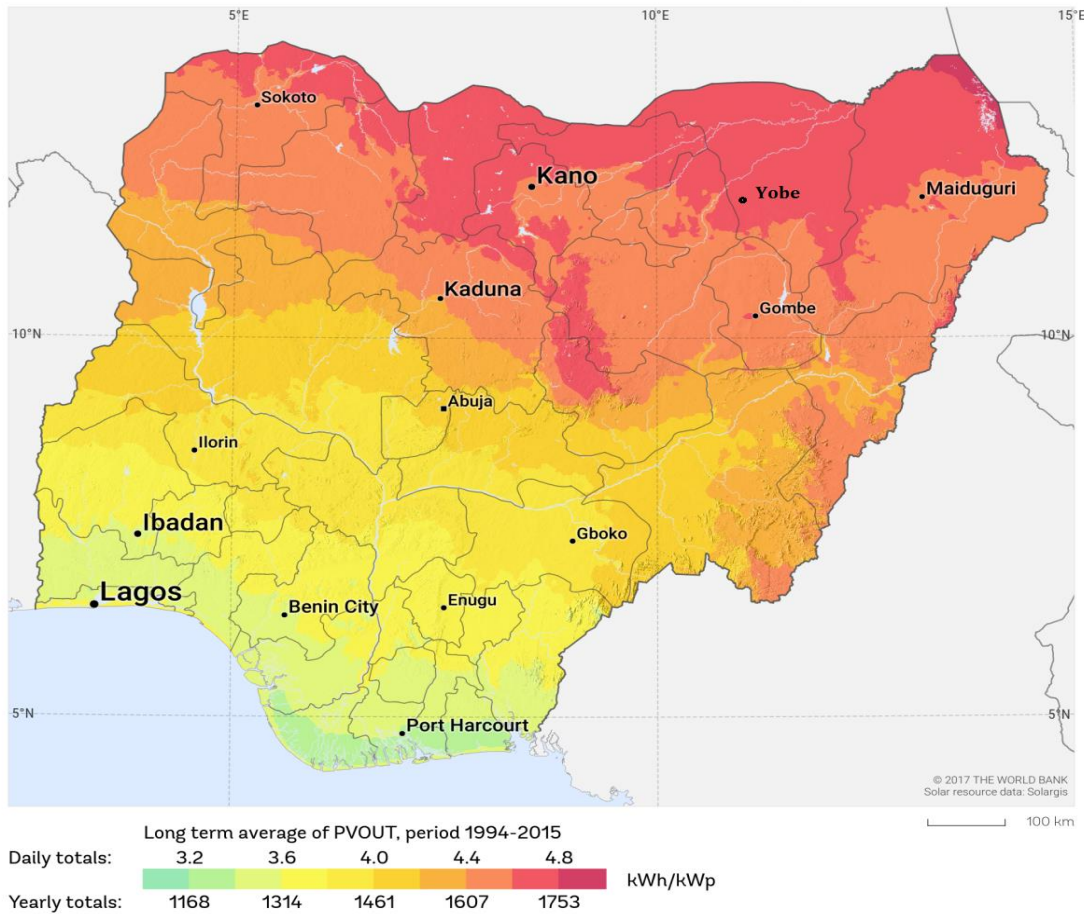 5°E 10°E 15°E
Sokoto
Kano
Yobe
Maiduguri
Kaduna
Gombe
10°N 10°N
Abuja
Ilorin
Ibadan
Gboko
Lagos
Benin City
Enugu
5°N 5°N
Port Harcourt
© 2017 THE WORLD BANK
Solar resource data: Solargis
100 km
Long term average of PVOUT, period 1994-2015
Daily totals: 3.2 3.6 4.0 4.4 4.8
kWh/kWp
Yearly totals: 1168 1314 1461 1607 1753